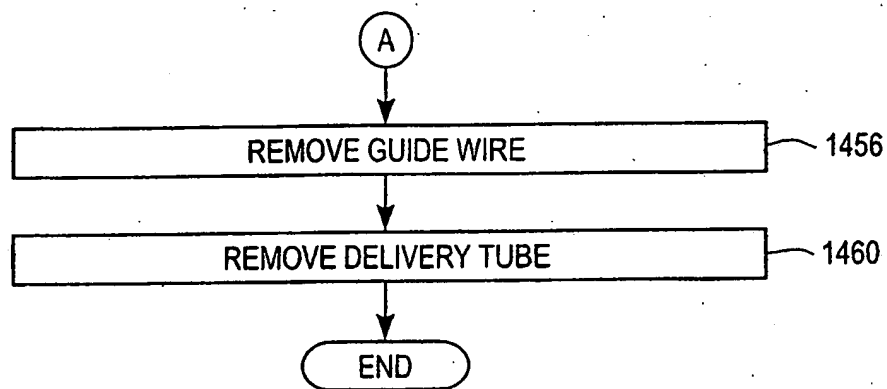 A
REMOVE GUIDE WIRE 1456
REMOVE DELIVERY TUBE 1460
END